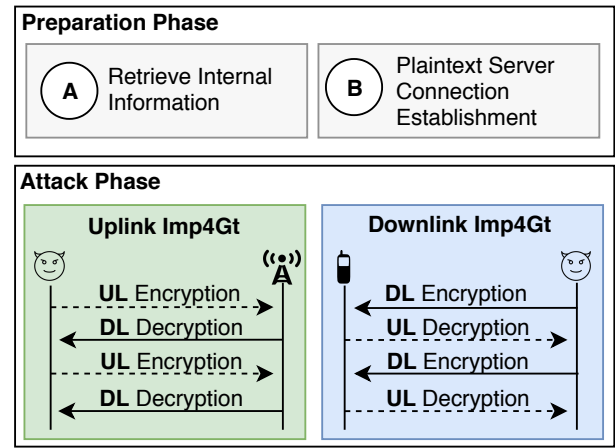 Preparation Phase
A
Retrieve Internal
Information
B
Plaintext Server
Connection
Establishment
Attack Phase
Uplink Imp4Gt
UL Encryption
DL Decryption
UL Encryption
DL Decryption
Downlink Imp4Gt
DL Encryption
UL Decryption
DL Encryption
UL Decryption